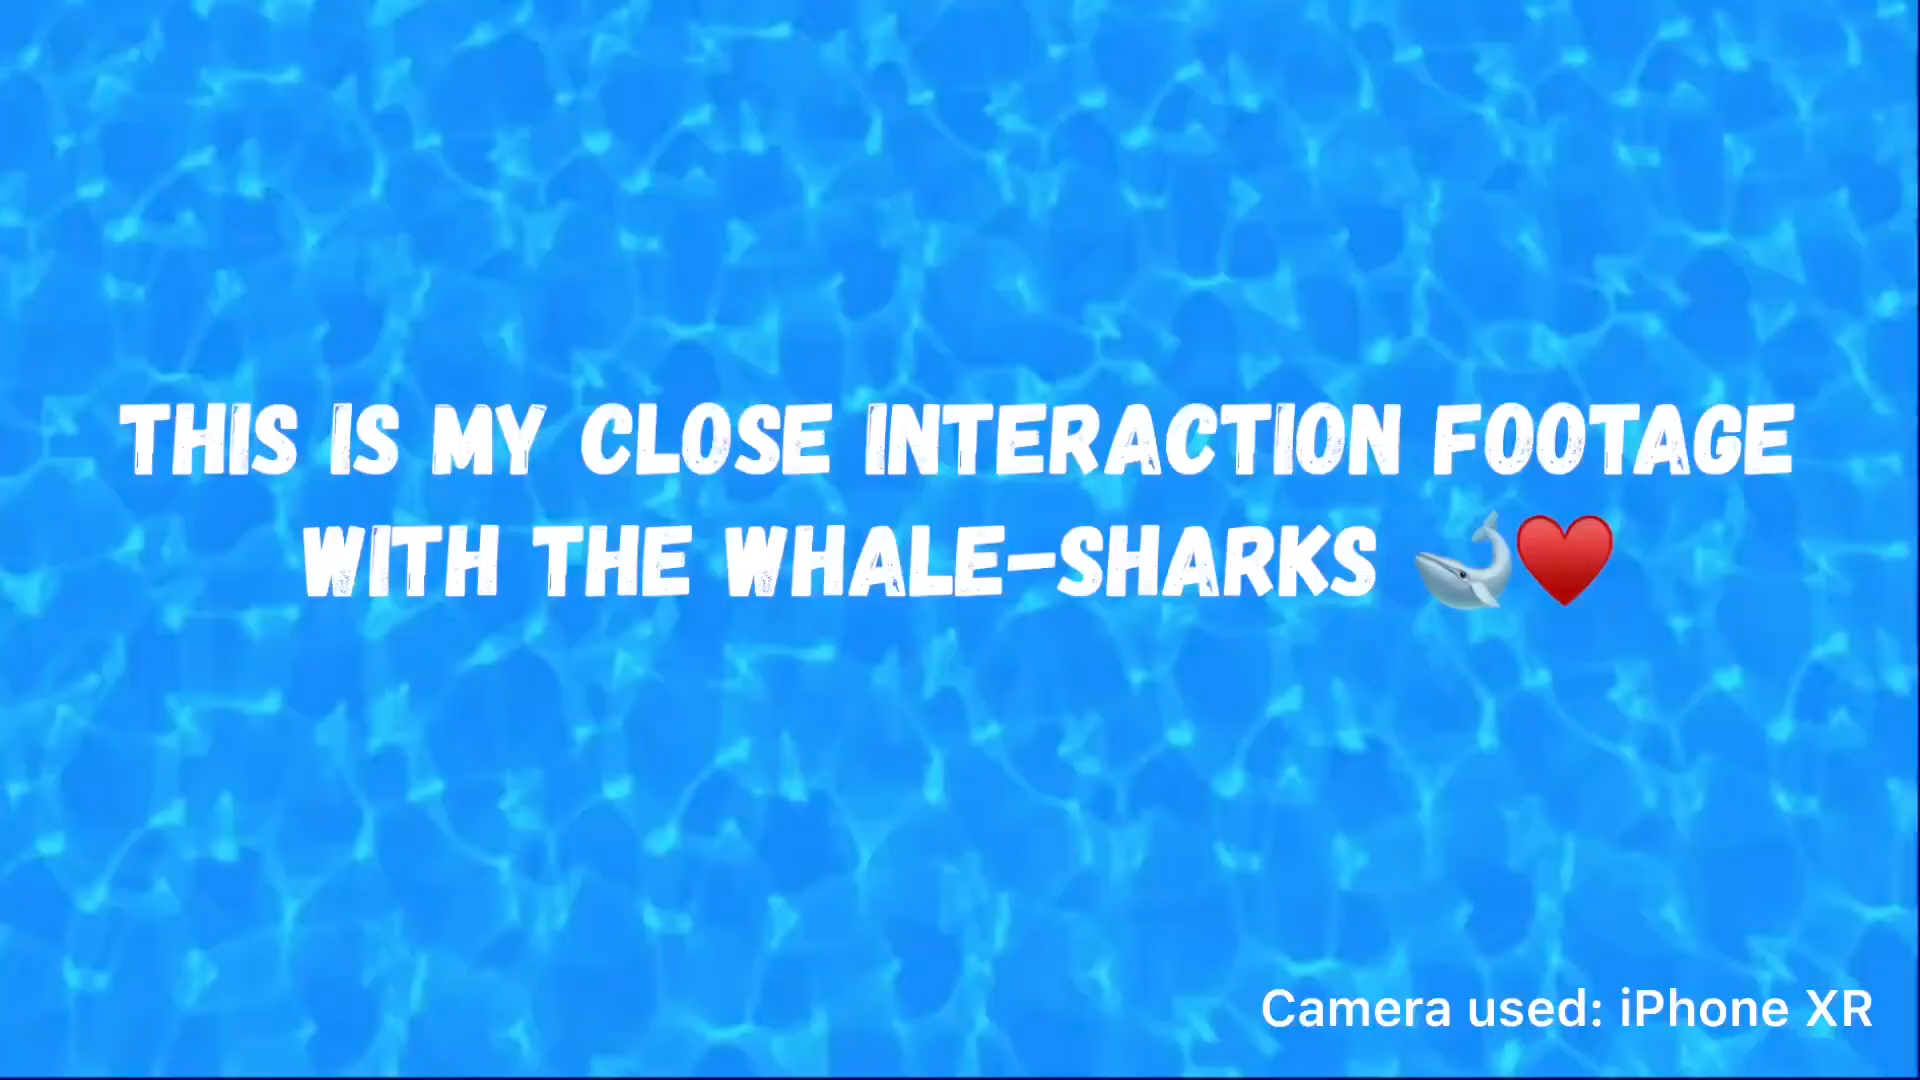 THIS IS MY CLOSE INTERACTION FOOTAGE
WITH THE WHALE-SHARKS 🐋♥️
Camera used: iPhone XR